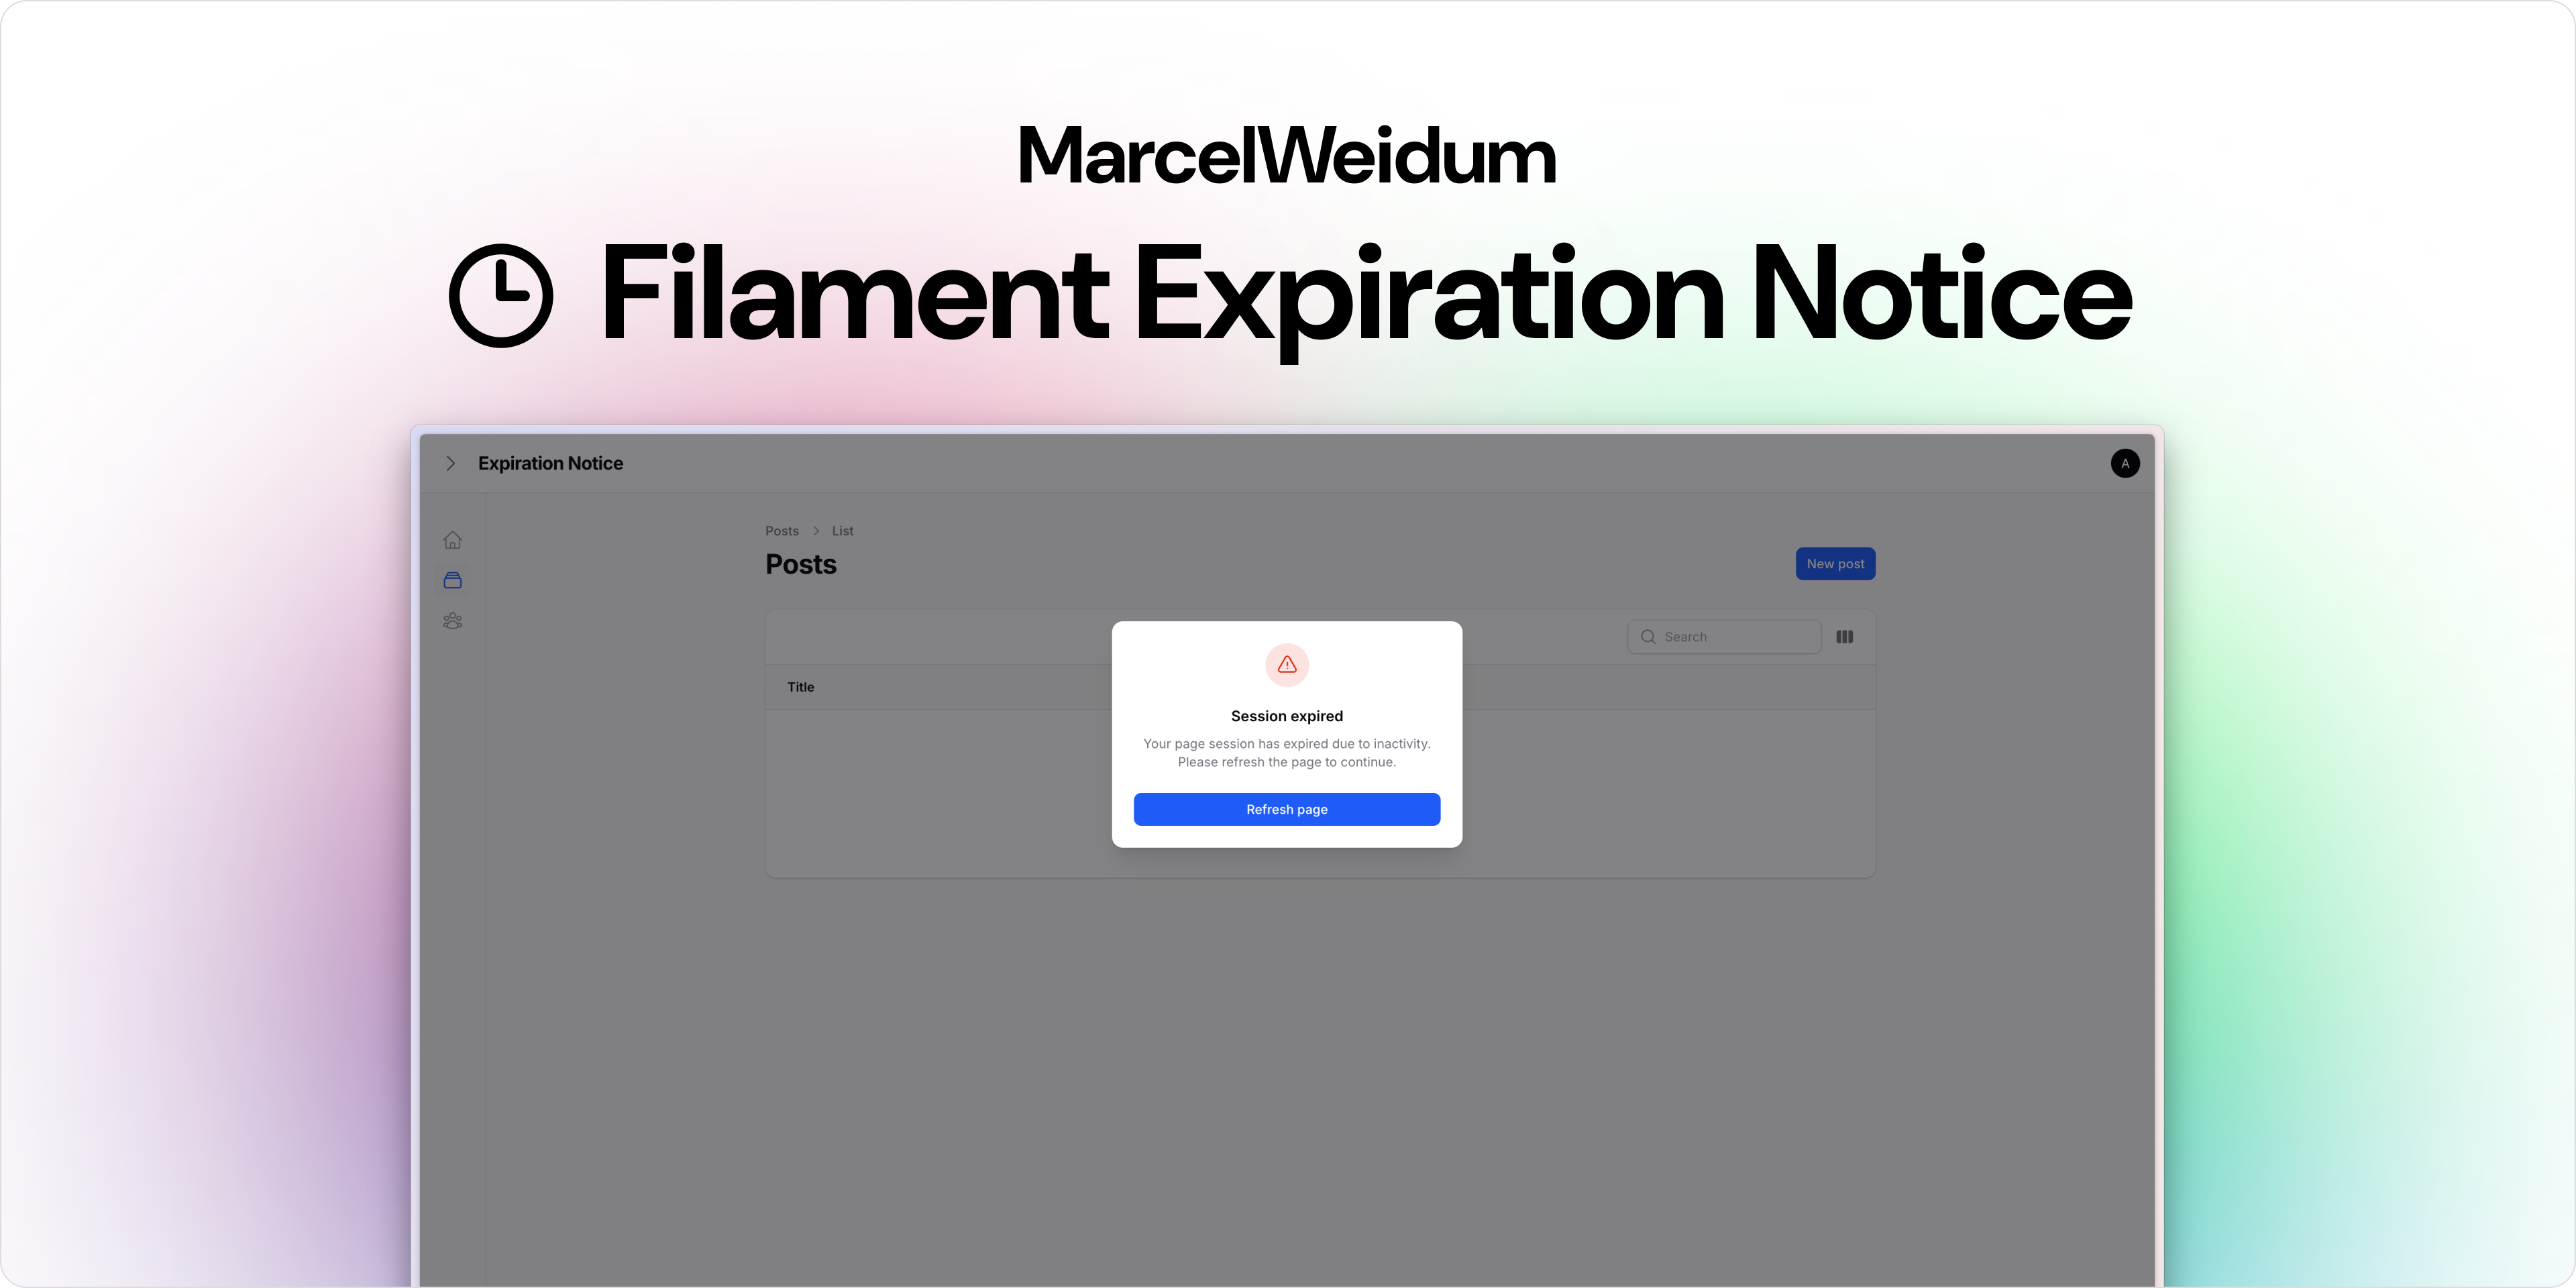 MarcelWeidum
Filament Expiration Notice
Expiration Notice
A
Posts > List
Posts
New post
Search
Title
Session expired
Your page session has expired due to inactivity.
Please refresh the page to continue.
Refresh page